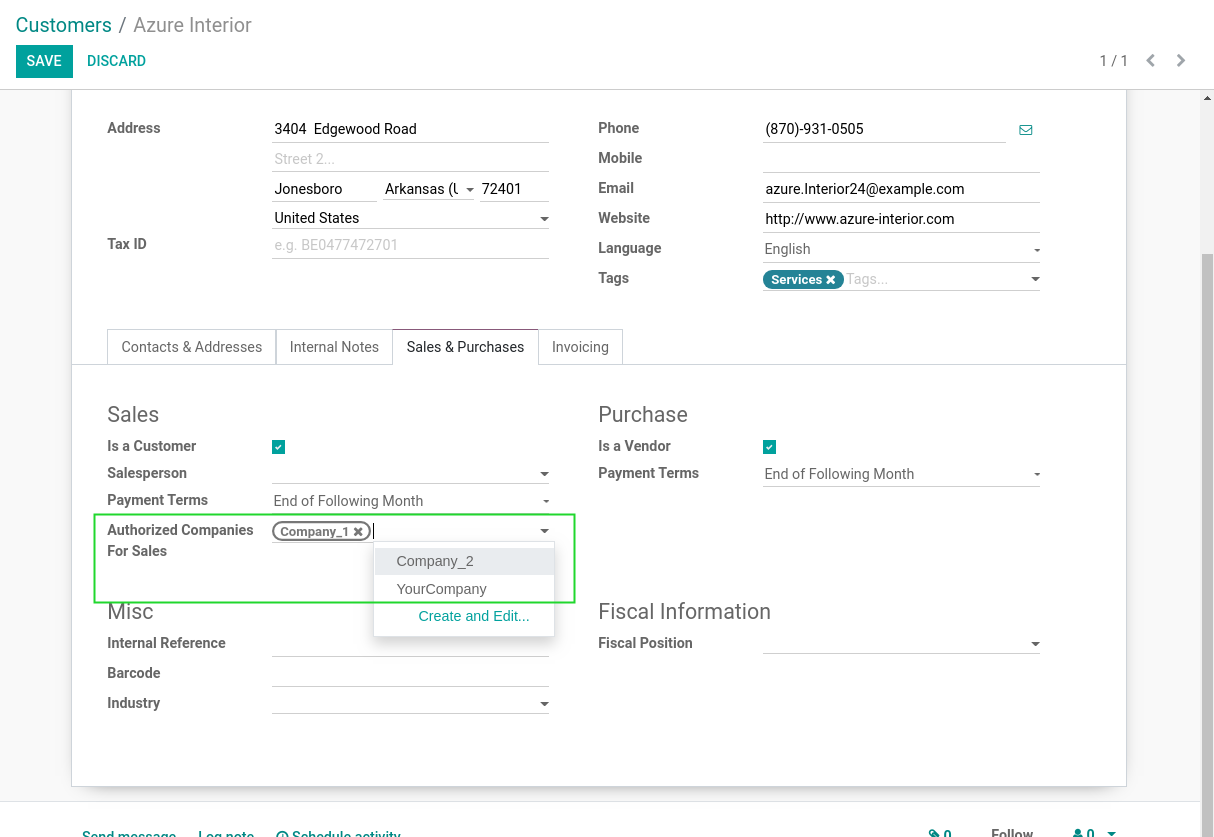 Customers / Azure Interior
SAVE DISCARD 1 / 1
Address 3404  Edgewood Road
Street 2...
Jonesboro Arkansas (U 72401
United States
Tax ID e.g. BE0477472701
Phone (870)-931-0505
Mobile
Email azure.Interior24@example.com
Website http://www.azure-interior.com
Language English
Tags Services Tags...
Contacts & Addresses Internal Notes Sales & Purchases Invoicing
Sales
Is a Customer
Salesperson
Payment Terms End of Following Month
Authorized Companies Company_1
For Sales
Company_2
YourCompany
Create and Edit...
Purchase
Is a Vendor
Payment Terms End of Following Month
Misc
Internal Reference
Barcode
Industry
Fiscal Information
Fiscal Position
Send message Log note Schedule activity 0 Follow 0